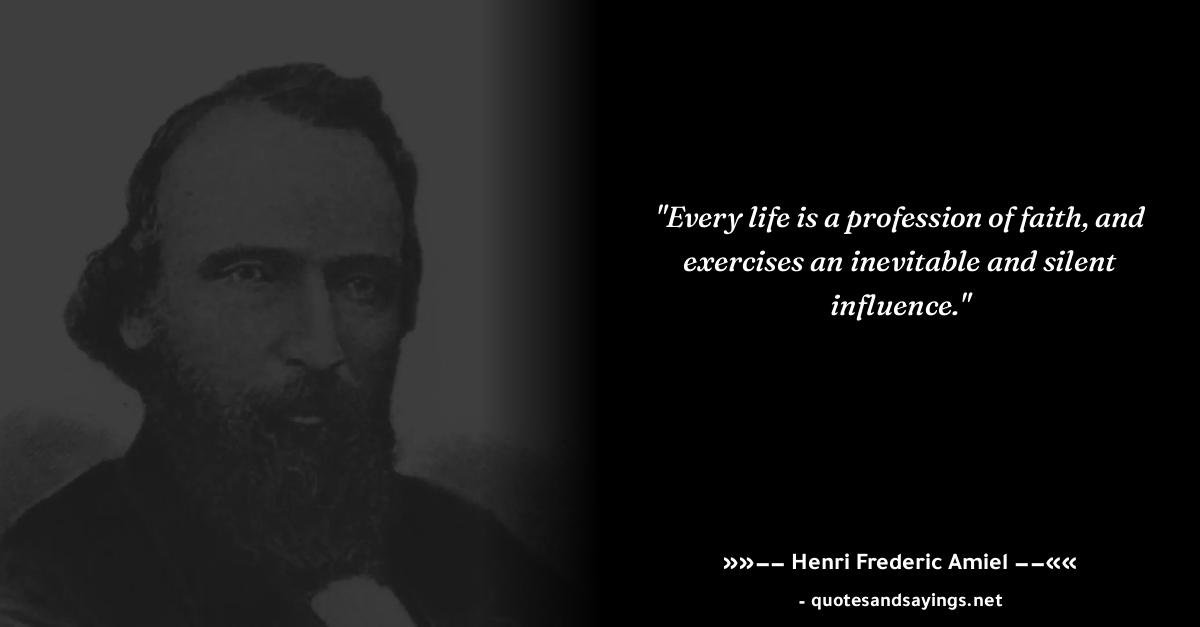 "Every life is a profession of faith, and
exercises an inevitable and silent
influence."
»»−− Henri Frederic Amiel −−««
- quotesandsayings.net